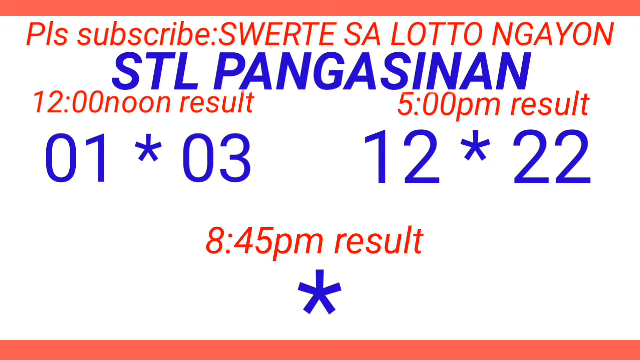 Pls subscribe:SWERTE SA LOTTO NGAYON
STL PANGASINAN
12:00noon result
01 * 03
5:00pm result
12 * 22
8:45pm result
*